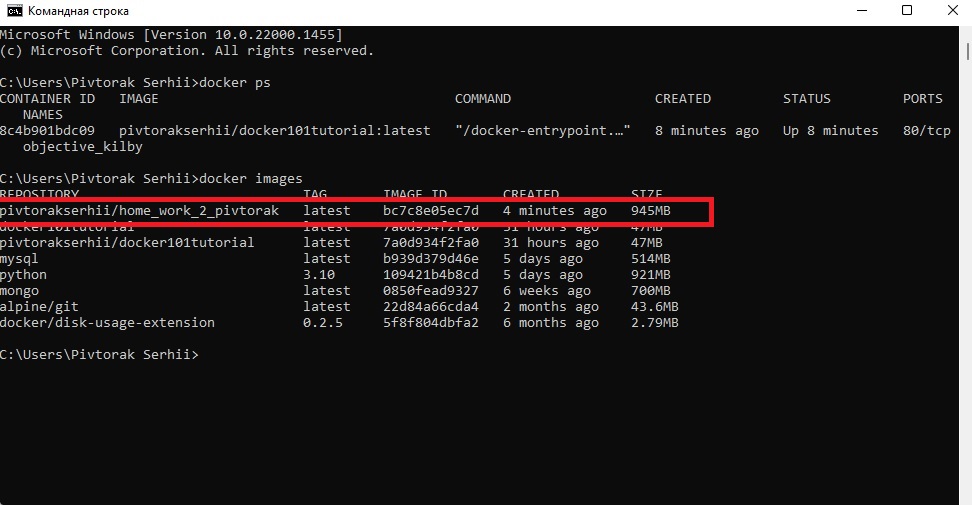 Командная строка
Microsoft Windows [Version 10.0.22000.1455]
(c) Microsoft Corporation. All rights reserved.
C:\Users\Pivtorak Serhii>docker ps
CONTAINER ID   IMAGE                                     COMMAND                  CREATED         STATUS         PORTS
NAMES
8c4b901bdc09   pivtorakserhii/docker101tutorial:latest   "/docker-entrypoint.…"   8 minutes ago   Up 8 minutes   80/tcp
objective_kilby
C:\Users\Pivtorak Serhii>docker images
REPOSITORY                            TAG       IMAGE ID       CREATED         SIZE
pivtorakserhii/home_work_2_pivtorak   latest    bc7c8e05ec7d   4 minutes ago   945MB
docker101tutorial                     latest    7a0d934f2fa0   31 hours ago    47MB
pivtorakserhii/docker101tutorial      latest    7a0d934f2fa0   31 hours ago    47MB
mysql                                 latest    b939d379d46e   5 days ago      514MB
python                                3.10      109421b4b8cd   5 days ago      921MB
mongo                                 latest    0850fead9327   6 weeks ago     700MB
alpine/git                            latest    22d84a66cda4   2 months ago    43.6MB
docker/disk-usage-extension           0.2.5     5f8f804dbfa2   6 months ago    2.79MB
C:\Users\Pivtorak Serhii>